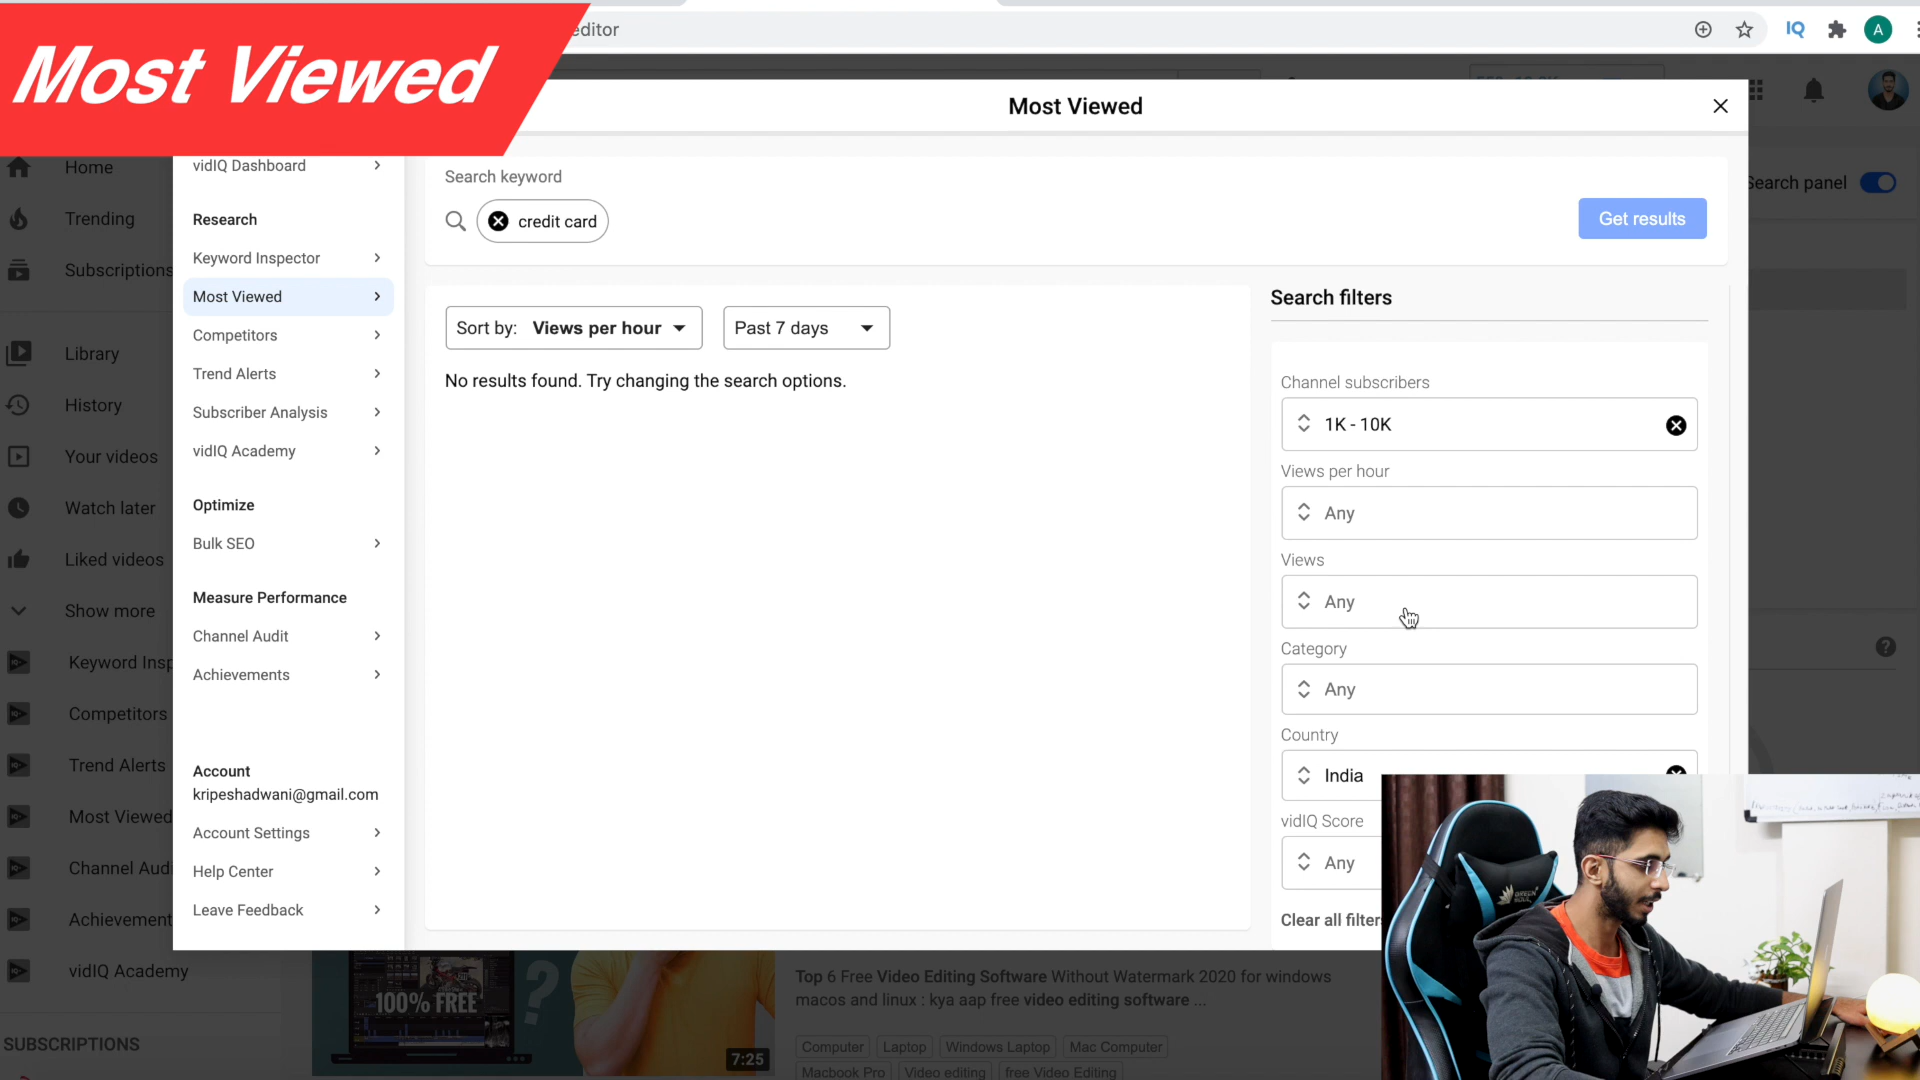 Most Viewed
editor
IQ
A
Most Viewed
Home
Trending
Subscriptions
Library
History
Your videos
Watch later
Liked videos
Show more
Keyword Insp
Competitors
Trend Alerts
Most Viewed
Channel Audi
Achievement
vidIQ Academy
SUBSCRIPTIONS
vidIQ Dashboard
Research
Keyword Inspector
Most Viewed
Competitors
Trend Alerts
Subscriber Analysis
vidIQ Academy
Optimize
Bulk SEO
Measure Performance
Channel Audit
Achievements
Account
kripeshadwani@gmail.com
Account Settings
Help Center
Leave Feedback
Search keyword
credit card
Get results
Sort by: Views per hour
Past 7 days
No results found. Try changing the search options.
Search filters
Channel subscribers
1K - 10K
Views per hour
Any
Views
Any
Category
Any
Country
India
vidIQ Score
Any
Clear all filters
Search panel
?
100% FREE
?
7:25
Top 6 Free Video Editing Software Without Watermark 2020 for windows
macos and linux : kya aap free video editing software ...
Computer Laptop Windows Laptop Mac Computer
Macbook Pro Video editing free Video Editing
GREEN
SOUL